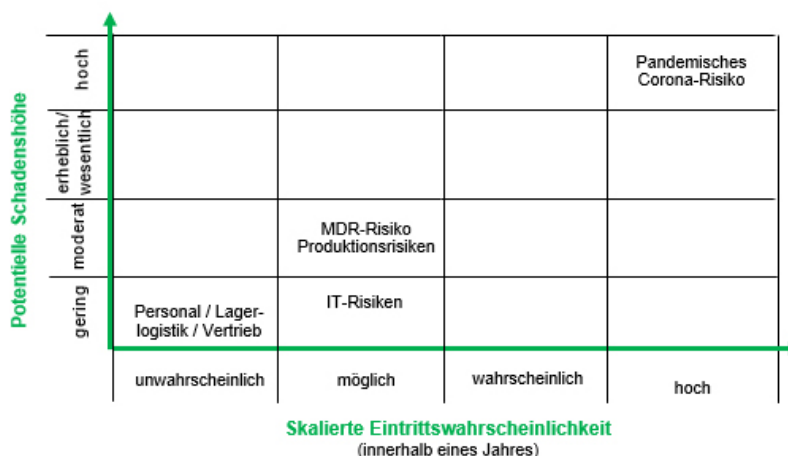 Potentielle Schadenshöhe
hoch
erheblich/
wesentlich
moderat
gering
Pandemisches
Corona-Risiko
MDR-Risiko
Produktionsrisiken
IT-Risiken
Personal / Lager-
logistik / Vertrieb
unwahrscheinlich
möglich
wahrscheinlich
hoch
Skalierte Eintrittswahrscheinlichkeit
(innerhalb eines Jahres)